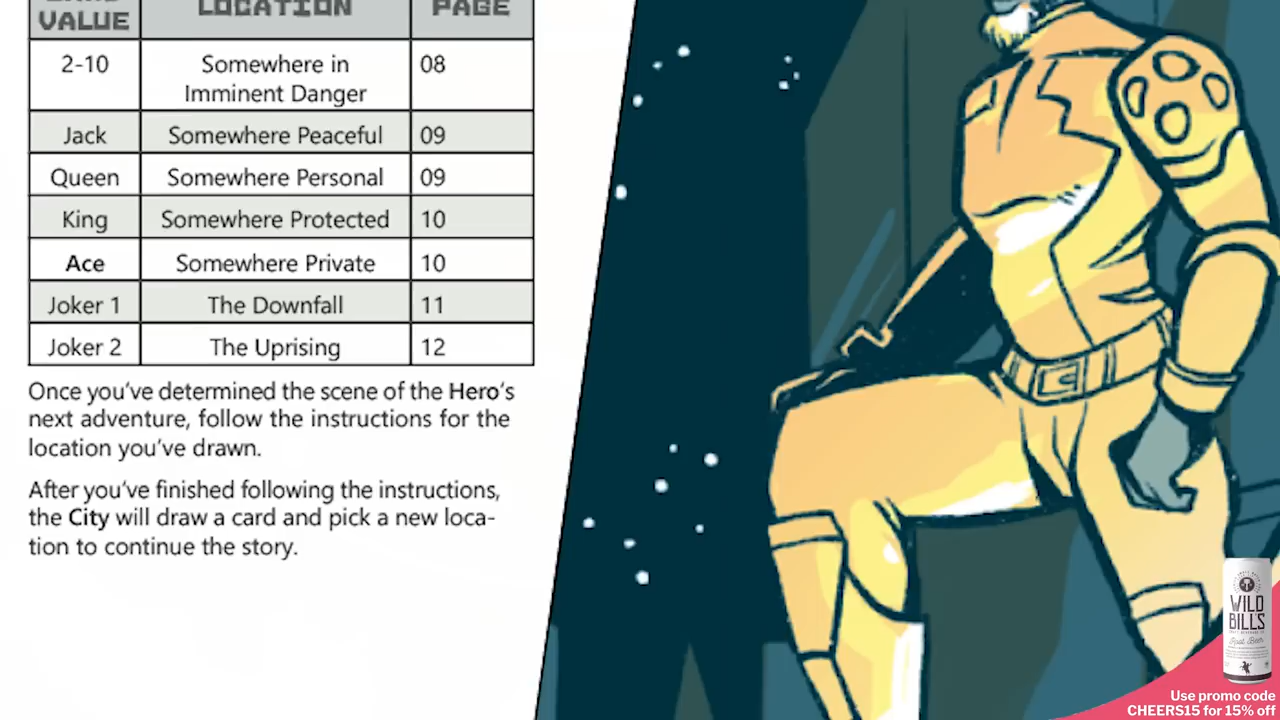 CARD VALUE LOCATION PAGE
2-10 Somewhere in Imminent Danger 08
Jack Somewhere Peaceful 09
Queen Somewhere Personal 09
King Somewhere Protected 10
Ace Somewhere Private 10
Joker 1 The Downfall 11
Joker 2 The Uprising 12
Once you've determined the scene of the Hero's
next adventure, follow the instructions for the
location you've drawn.
After you've finished following the instructions,
the City will draw a card and pick a new loca-
tion to continue the story.
WILD
BILLS
Root Beer
Use promo code
CHEERS15 for 15% off